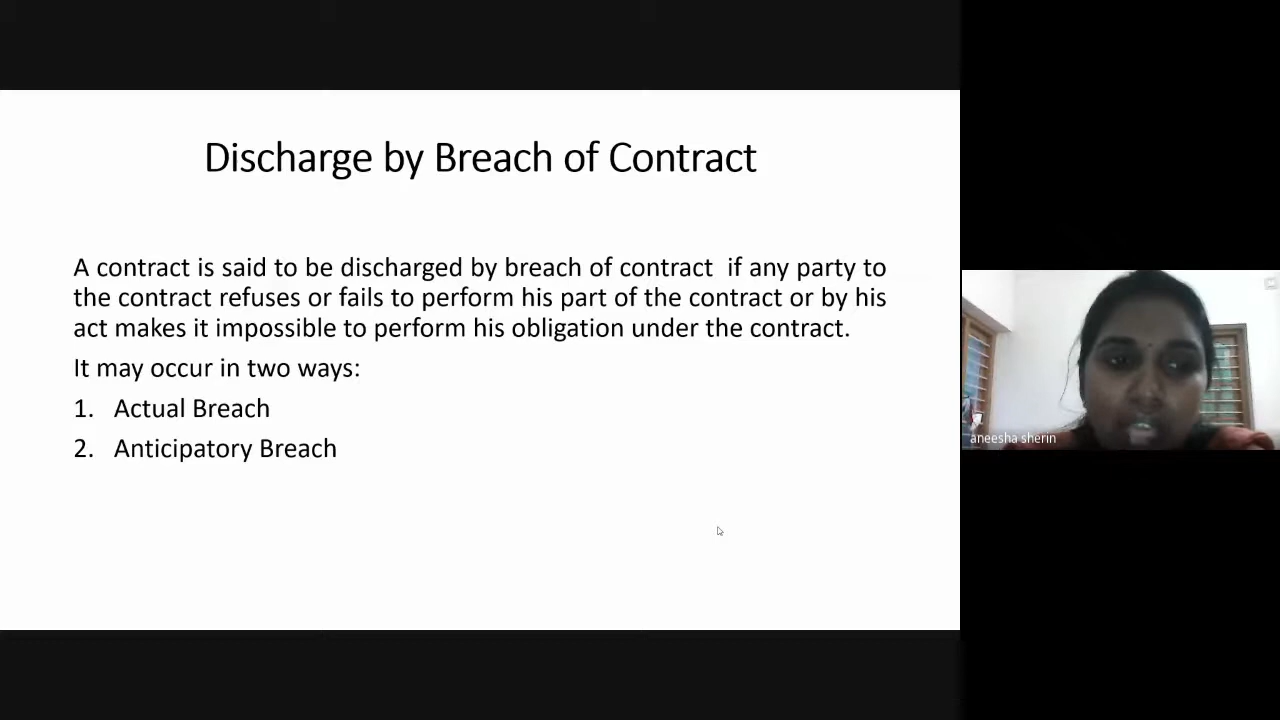 Discharge by Breach of Contract
A contract is said to be discharged by breach of contract  if any party to
the contract refuses or fails to perform his part of the contract or by his
act makes it impossible to perform his obligation under the contract.
It may occur in two ways:
1. Actual Breach
2. Anticipatory Breach
aneesha sherin